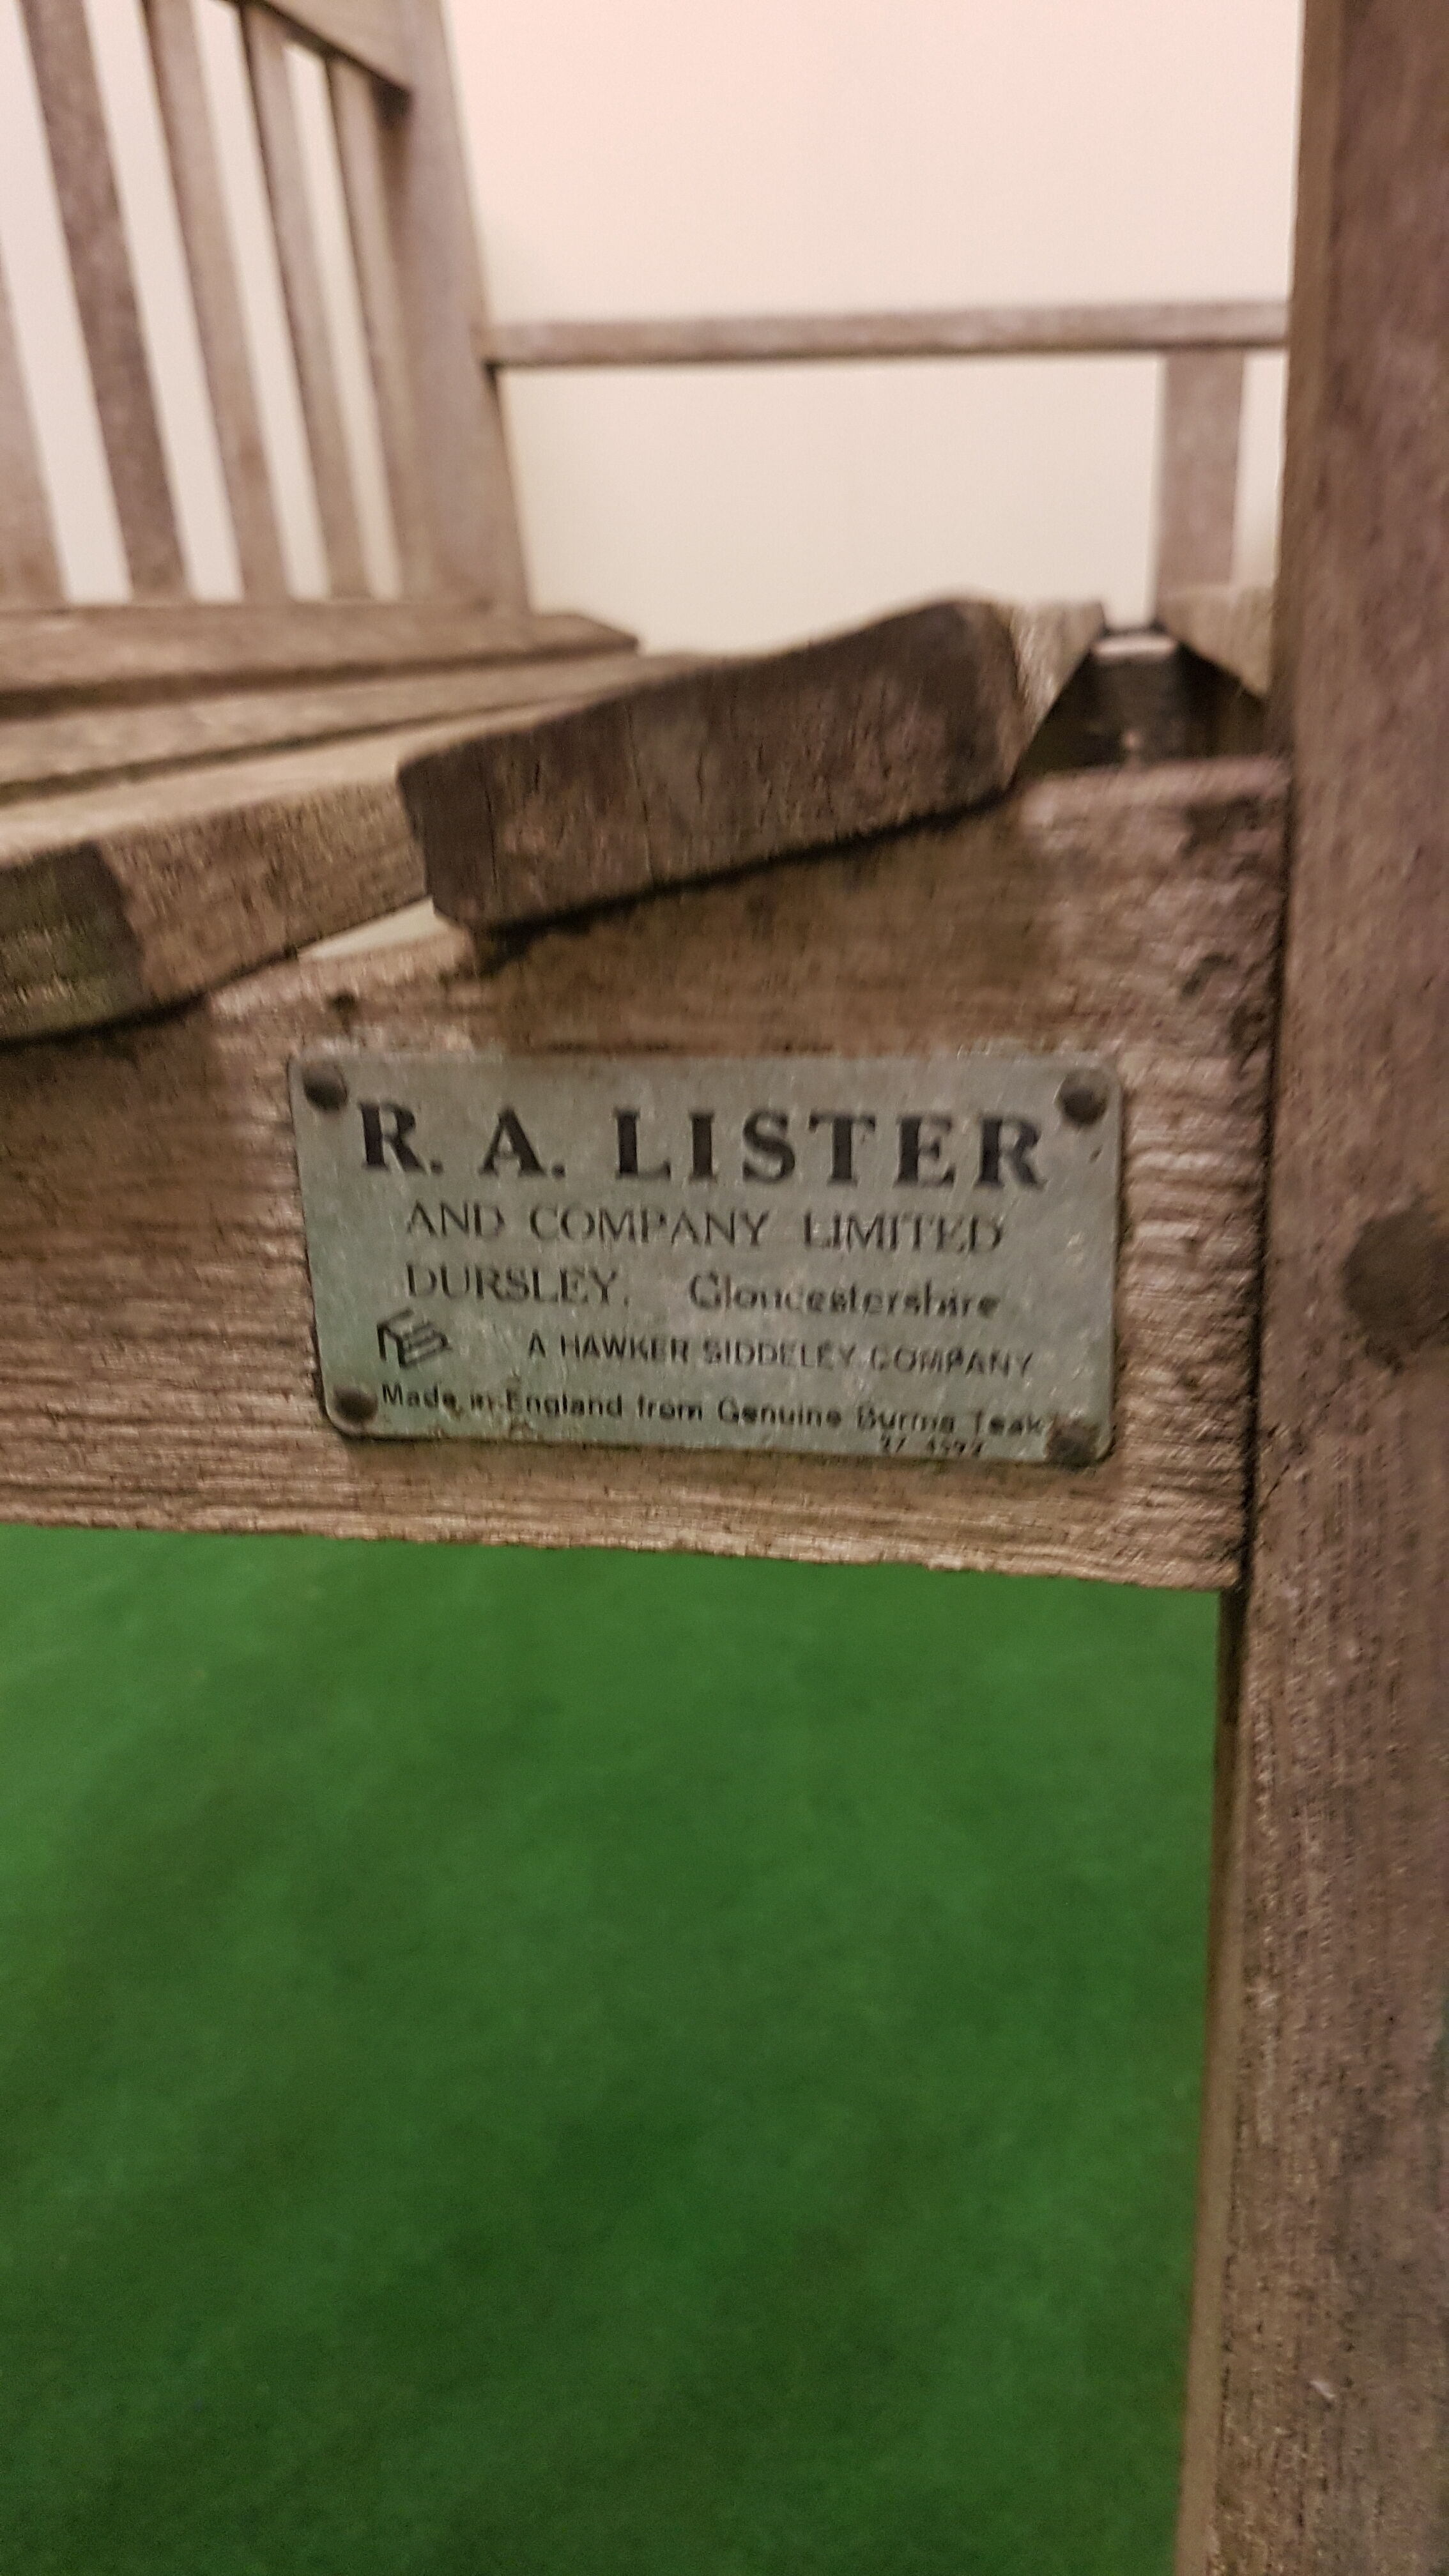 R. A. LISTER
AND COMPANY LIMITED
DURSLEY, Gloucestershire
A HAWKER SIDDELEY COMPANY
Made in England from Genuine Burma Teak